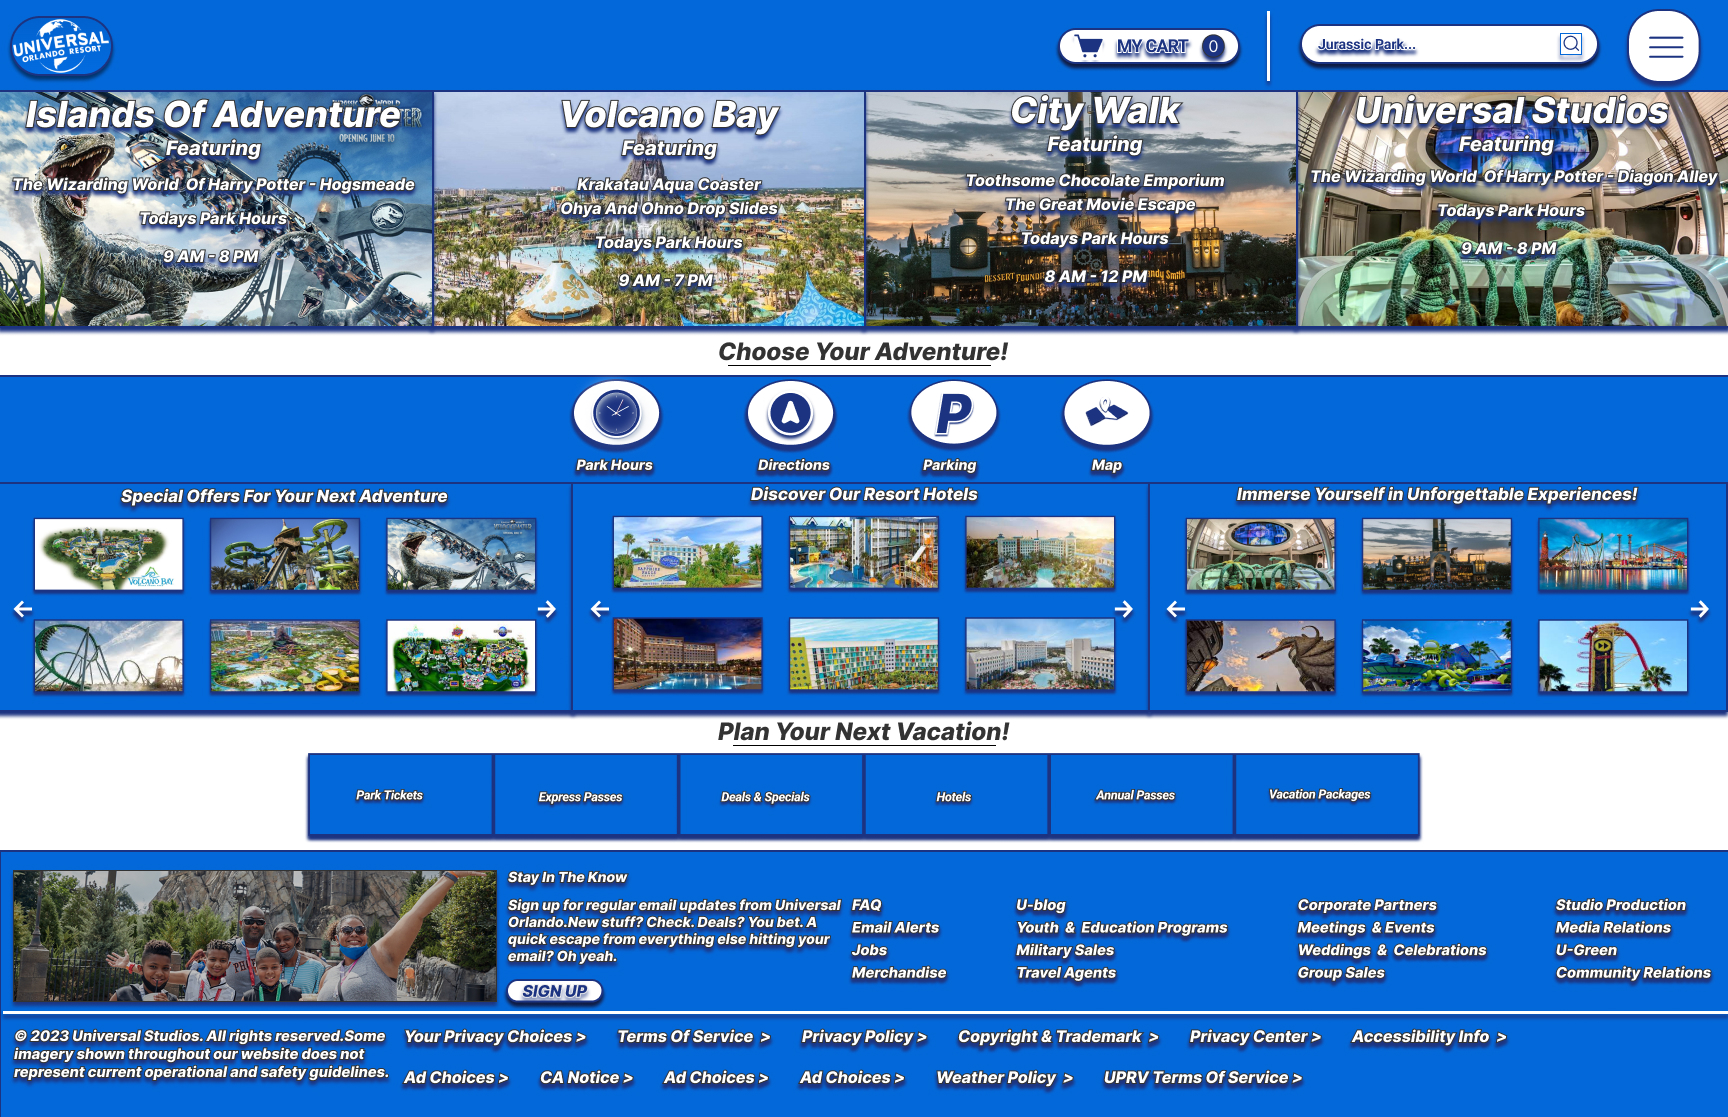 UNIVERSAL
ORLANDO RESORT
MY CART 0
Jurassic Park...
Islands Of Adventure
OPENING JUNE 10
Featuring
The Wizarding World Of Harry Potter - Hogsmeade
Todays Park Hours
9 AM - 8 PM
Volcano Bay
Featuring
Krakatau Aqua Coaster
Ohya And Ohno Drop Slides
Todays Park Hours
9 AM - 7 PM
City Walk
Featuring
Toothsome Chocolate Emporium
The Great Movie Escape
Todays Park Hours
8 AM - 12 PM
Universal Studios
Featuring
The Wizarding World Of Harry Potter - Diagon Alley
Todays Park Hours
9 AM - 8 PM
Choose Your Adventure!
Park Hours
Directions
P
Parking
Map
Special Offers For Your Next Adventure
VOLCANO BAY
Discover Our Resort Hotels
Immerse Yourself in Unforgettable Experiences!
Plan Your Next Vacation!
Park Tickets
Express Passes
Deals & Specials
Hotels
Annual Passes
Vacation Packages
Stay In The Know
Sign up for regular email updates from Universal
Orlando.New stuff? Check. Deals? You bet. A
quick escape from everything else hitting your
email? Oh yeah.
SIGN UP
FAQ
Email Alerts
Jobs
Merchandise
U-blog
Youth & Education Programs
Military Sales
Travel Agents
Corporate Partners
Meetings & Events
Weddings & Celebrations
Group Sales
Studio Production
Media Relations
U-Green
Community Relations
© 2023 Universal Studios. All rights reserved.Some
imagery shown throughout our website does not
represent current operational and safety guidelines.
Your Privacy Choices >
Terms Of Service >
Privacy Policy >
Copyright & Trademark >
Privacy Center >
Accessibility Info >
Ad Choices >
CA Notice >
Ad Choices >
Ad Choices >
Weather Policy >
UPRV Terms Of Service >